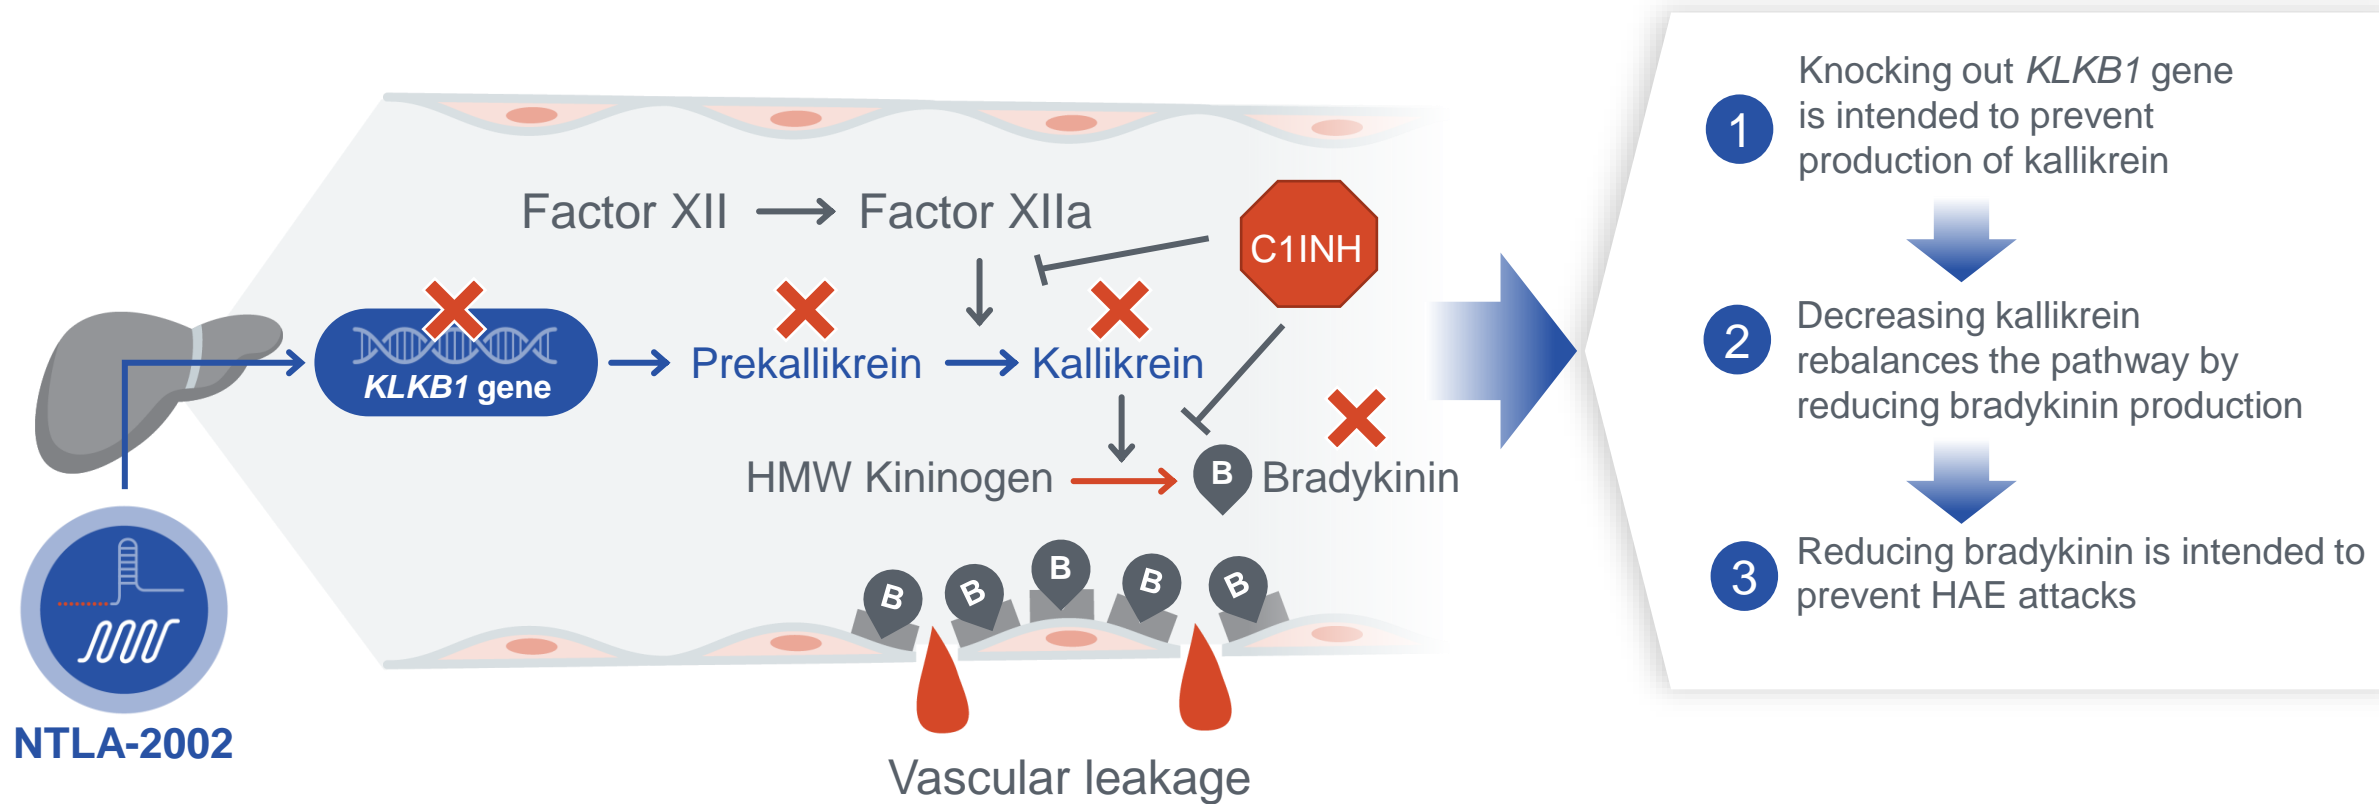 Factor XII
Factor XIIa
C1INH
KLKB1 gene
Prekallikrein
Kallikrein
HMW Kininogen
B
Bradykinin
B
B
B
B
B
Vascular leakage
NTLA-2002
1
Knocking out KLKB1 gene
is intended to prevent
production of kallikrein
2
Decreasing kallikrein
rebalances the pathway by
reducing bradykinin production
3
Reducing bradykinin is intended to
prevent HAE attacks